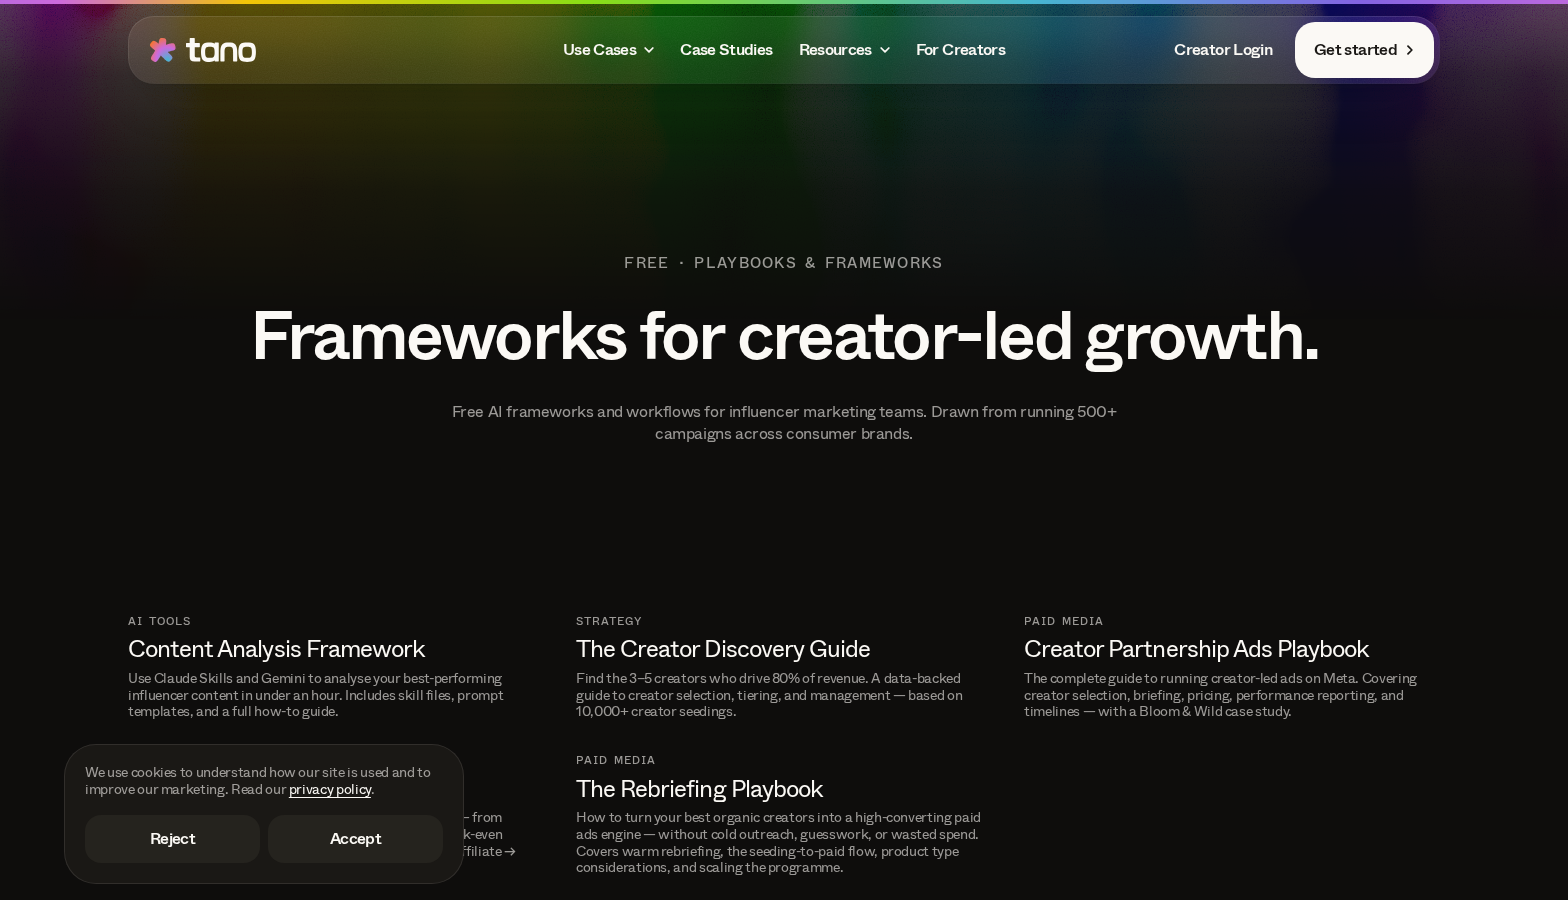 tano
Use Cases
Case Studies
Resources
For Creators
Creator Login
Get started
FREE · PLAYBOOKS & FRAMEWORKS
Frameworks for creator-led growth.
Free AI frameworks and workflows for influencer marketing teams. Drawn from running 500+
campaigns across consumer brands.
AI TOOLS
Content Analysis Framework
Use Claude Skills and Gemini to analyse your best-performing
influencer content in under an hour. Includes skill files, prompt
templates, and a full how-to guide.
STRATEGY
The Creator Discovery Guide
Find the 3–5 creators who drive 80% of revenue. A data-backed
guide to creator selection, tiering, and management — based on
10,000+ creator seedings.
PAID MEDIA
Creator Partnership Ads Playbook
The complete guide to running creator-led ads on Meta. Covering
creator selection, briefing, pricing, performance reporting, and
timelines — with a Bloom & Wild case study.
from
k-even
ffiliate →
PAID MEDIA
The Rebriefing Playbook
How to turn your best organic creators into a high-converting paid
ads engine — without cold outreach, guesswork, or wasted spend.
Covers warm rebriefing, the seeding-to-paid flow, product type
considerations, and scaling the programme.
We use cookies to understand how our site is used and to
improve our marketing. Read our privacy policy.
Reject
Accept